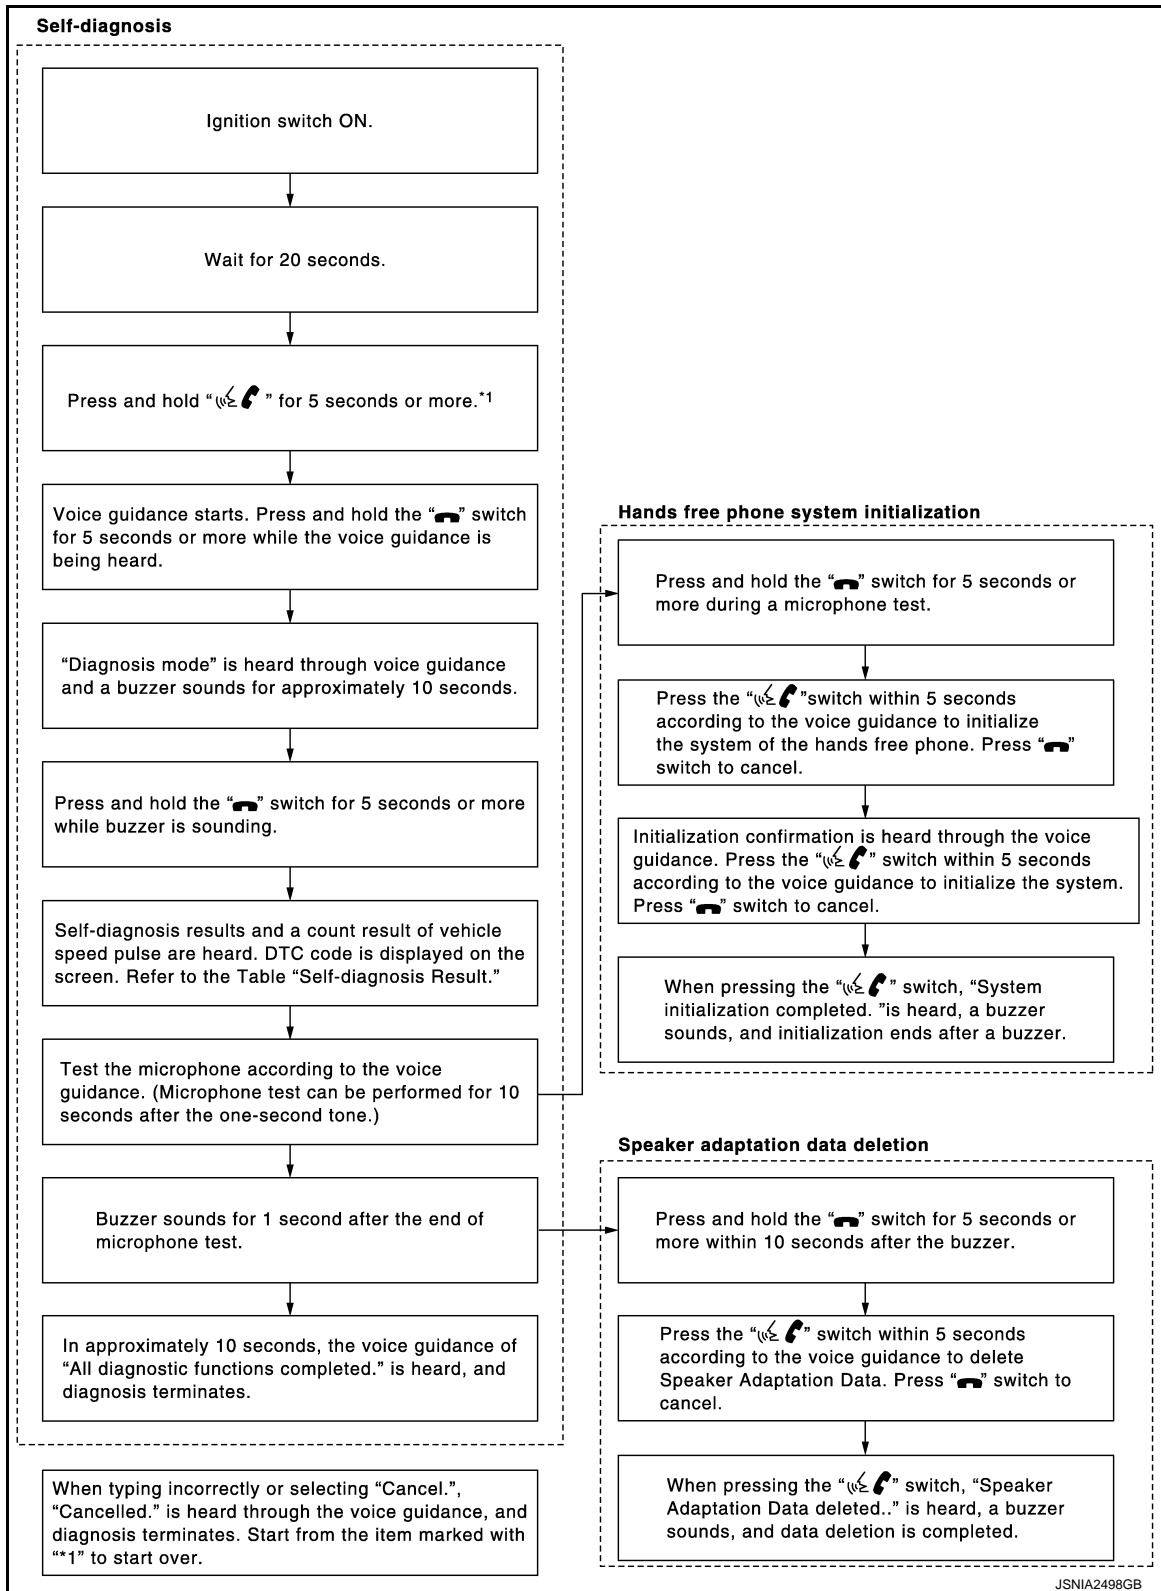 Self-diagnosis
Ignition switch ON.
Wait for 20 seconds.
Press and hold “ ” for 5 seconds or more.*1
Voice guidance starts. Press and hold the “ ” switch
for 5 seconds or more while the voice guidance is
being heard.
“Diagnosis mode” is heard through voice guidance
and a buzzer sounds for approximately 10 seconds.
Press and hold the “ ” switch for 5 seconds or more
while buzzer is sounding.
Self-diagnosis results and a count result of vehicle
speed pulse are heard. DTC code is displayed on the
screen. Refer to the Table “Self-diagnosis Result.”
Test the microphone according to the voice
guidance. (Microphone test can be performed for 10
seconds after the one-second tone.)
Buzzer sounds for 1 second after the end of
microphone test.
In approximately 10 seconds, the voice guidance of
“All diagnostic functions completed.” is heard, and
diagnosis terminates.
When typing incorrectly or selecting “Cancel.”,
“Cancelled.” is heard through the voice guidance, and
diagnosis terminates. Start from the item marked with
“*1” to start over.
Hands free phone system initialization
Press and hold the “ ” switch for 5 seconds or
more during a microphone test.
Press the “ ”switch within 5 seconds
according to the voice guidance to initialize
the system of the hands free phone. Press “ ”
switch to cancel.
Initialization confirmation is heard through the voice
guidance. Press the “ ” switch within 5 seconds
according to the voice guidance to initialize the system.
Press “ ” switch to cancel.
When pressing the “ ” switch, “System
initialization completed. ”is heard, a buzzer
sounds, and initialization ends after a buzzer.
Speaker adaptation data deletion
Press and hold the “ ” switch for 5 seconds or
more within 10 seconds after the buzzer.
Press the “ ” switch within 5 seconds
according to the voice guidance to delete
Speaker Adaptation Data. Press “ ” switch to
cancel.
When pressing the “ ” switch, “Speaker
Adaptation Data deleted..” is heard, a buzzer
sounds, and data deletion is completed.
JSNIA2498GB